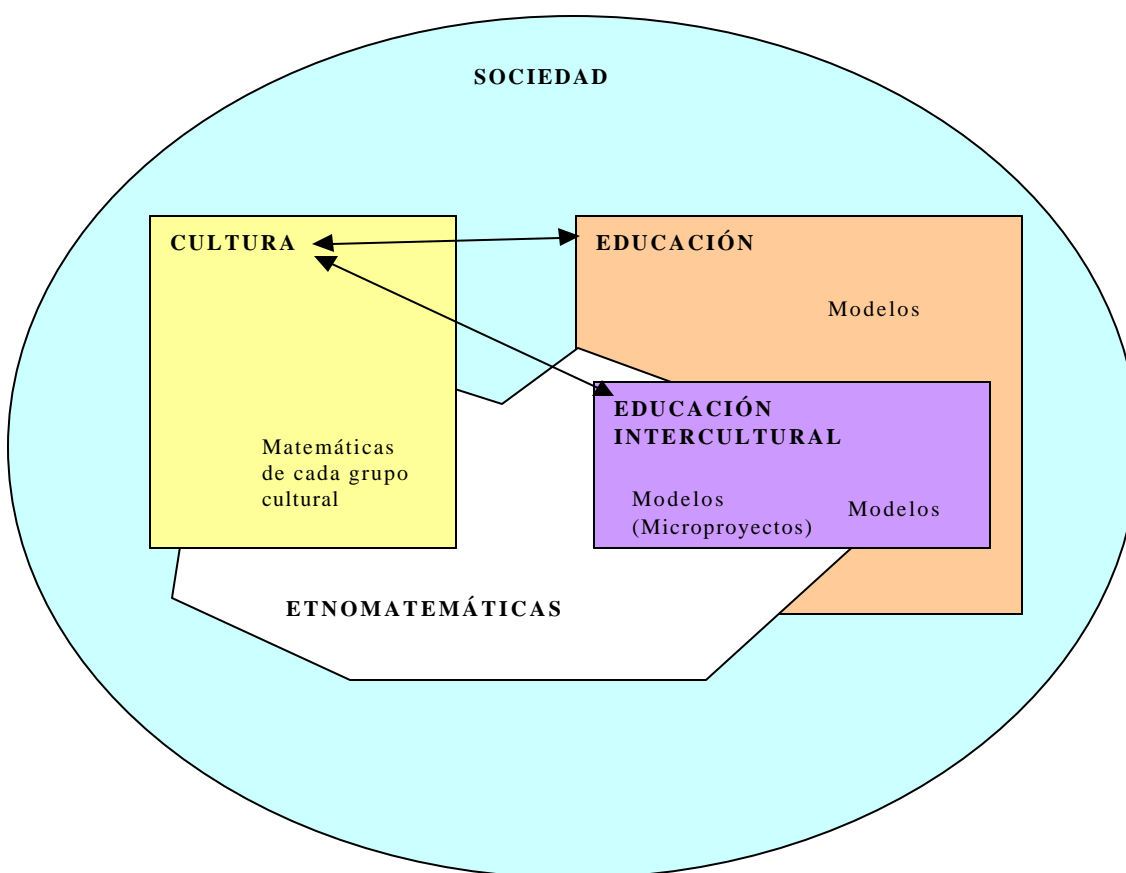 SOCIEDAD
CULTURA
EDUCACIÓN
Modelos
EDUCACIÓN
INTERCULTURAL
Matemáticas
de cada grupo
cultural
Modelos
(Microproyectos)
Modelos
ETNOMATEMÁTICAS